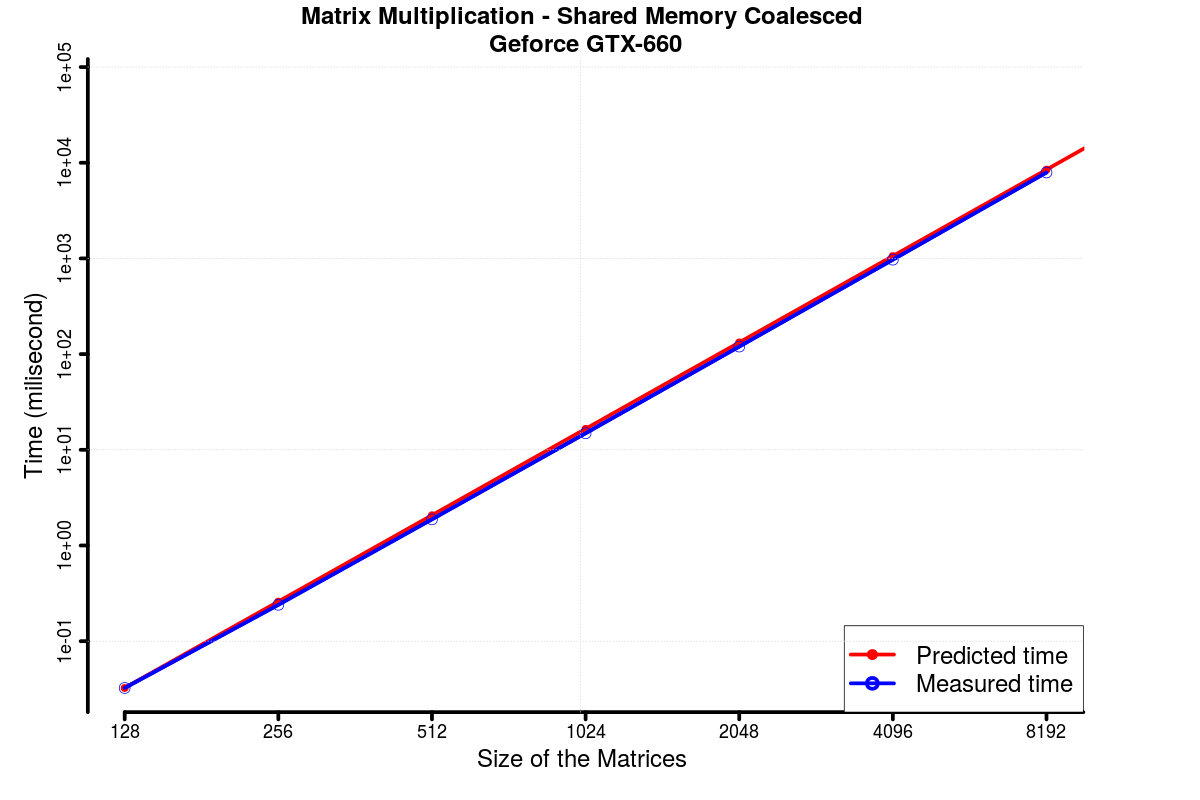 Matrix Multiplication - Shared Memory Coalesced
Geforce GTX-660
Time (milisecond)
1e+05
1e+04
1e+03
1e+02
1e+01
1e+00
1e-01
128 256 512 1024 2048 4096 8192
Size of the Matrices
Predicted time
Measured time